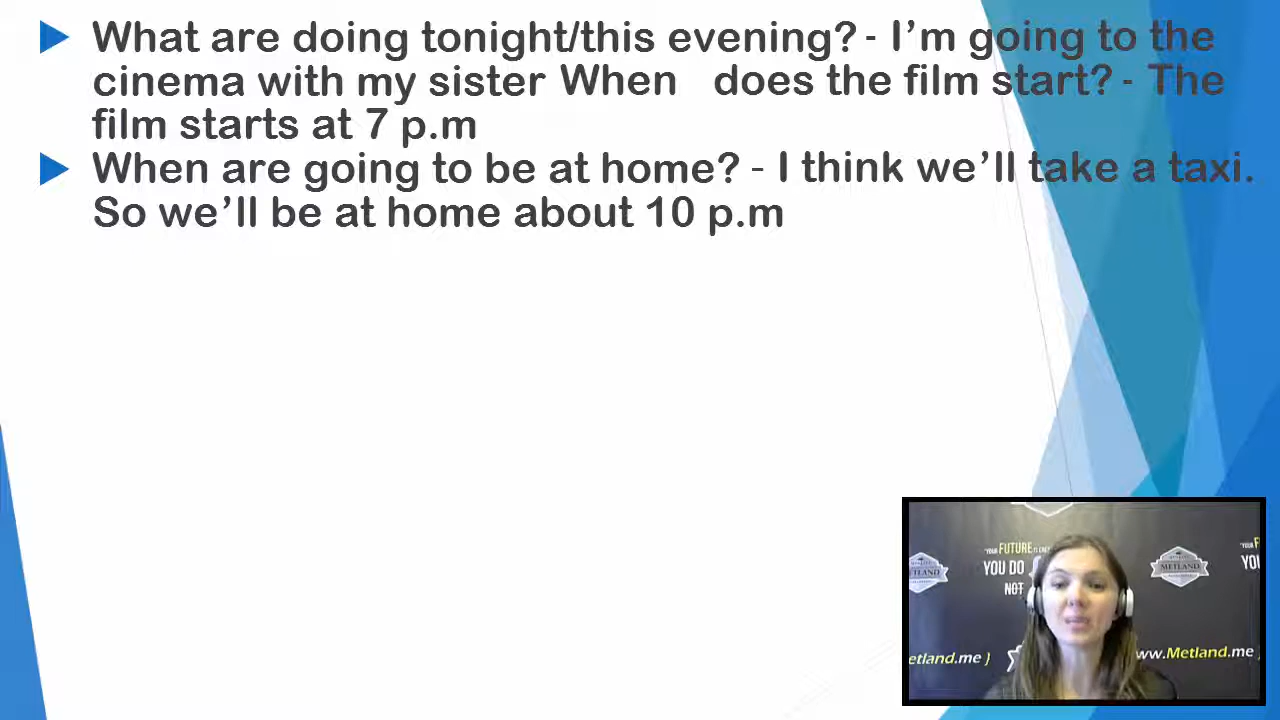 What are doing tonight/this evening? - I'm going to the
cinema with my sister When does the film start? - The
film starts at 7 p.m
When are going to be at home? - I think we'll take a taxi.
So we'll be at home about 10 p.m
"YOUR FUTURE IS
YOU DO
NOT
METLAND
METLAND
YO
etland.me }
www.Metland.me }